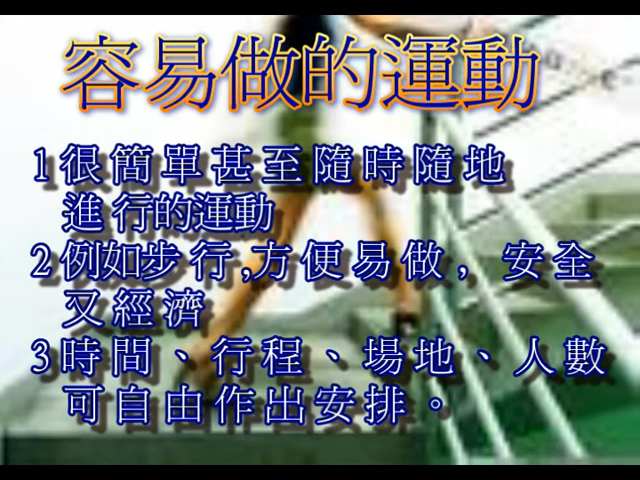 容易做的運動
1很簡單甚至隨時隨地
進行的運動
2例如步行,方便易做,安全
又經濟
3時間、行程、場地、人數
可自由作出安排。